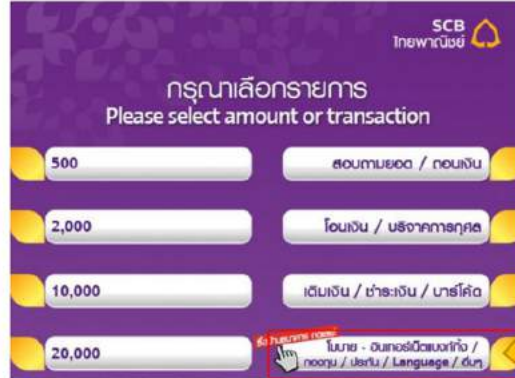 SCB
ไทยพาณิชย์
กรุณาเลือกรายการ
Please select amount or transaction
500
สอบถามยอด / ถอนเงิน
2,000
โอนเงิน / บริจาคการกุศล
10,000
เติมเงิน / ชำระเงิน / บาร์โค้ด
20,000
โมบาย - อินเทอร์เน็ตแบงก์กิ้ง /
กองทุน / ประกัน / Language / อื่นๆ